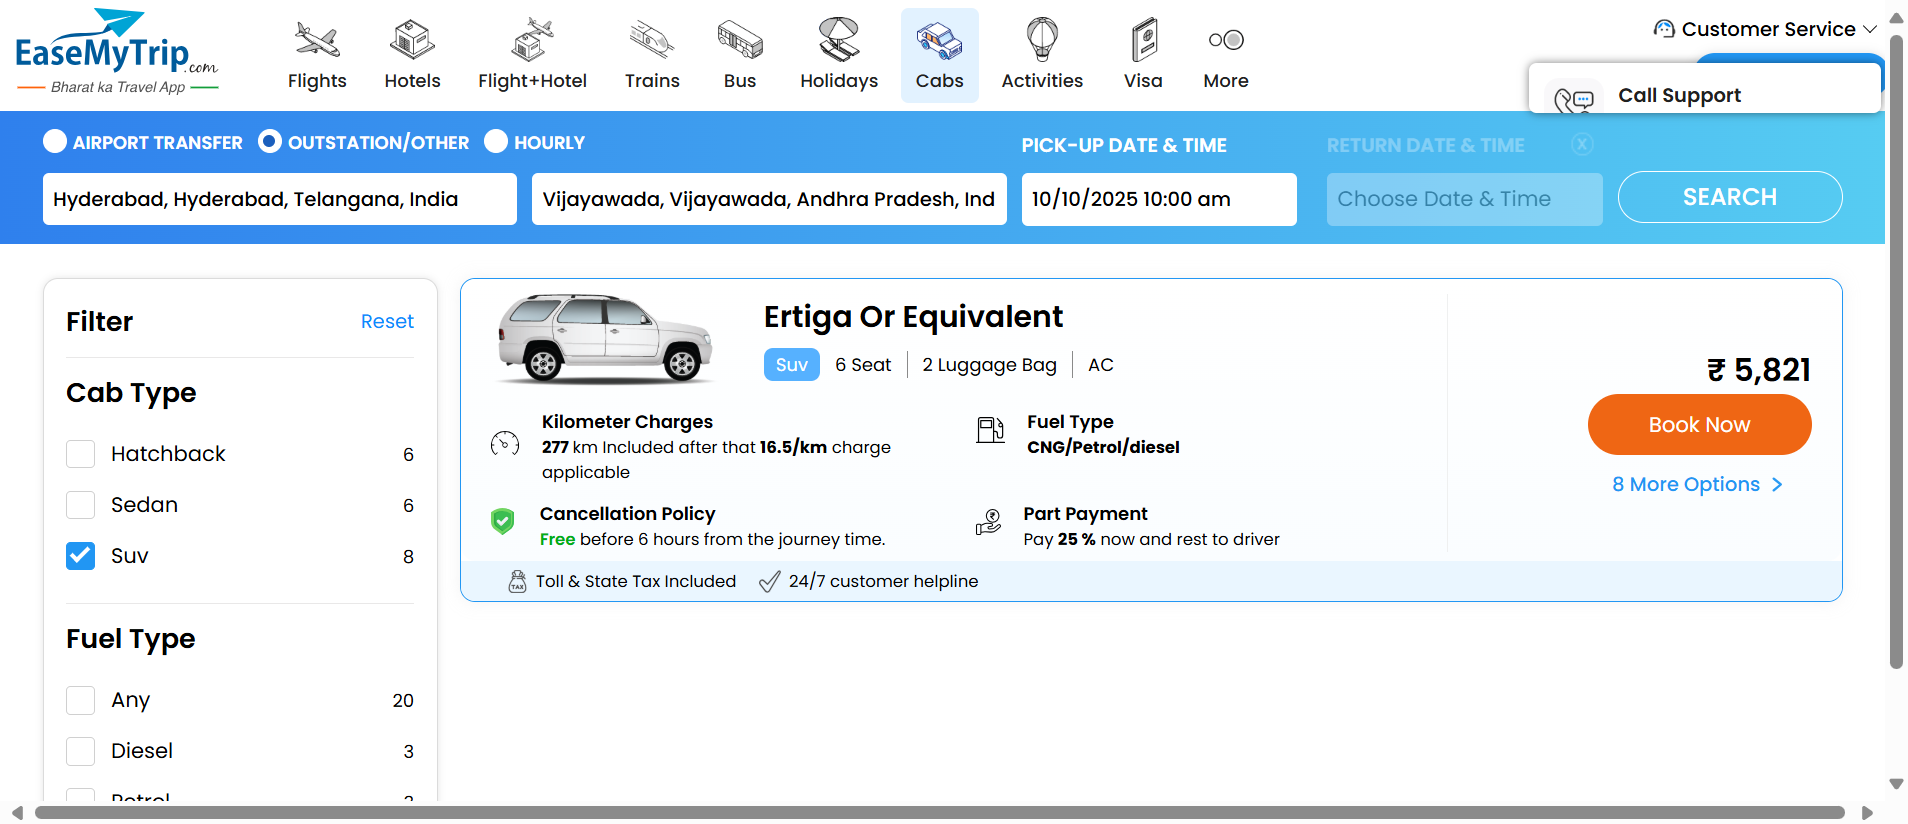 EaseMyTrip.com
Bharat ka Travel App
Flights
Hotels
Flight+Hotel
Trains
Bus
Holidays
Cabs
Activities
Visa
More
Customer Service
Call Support
AIRPORT TRANSFER
OUTSTATION/OTHER
HOURLY
PICK-UP DATE & TIME
RETURN DATE & TIME
X
Hyderabad, Hyderabad, Telangana, India
Vijayawada, Vijayawada, Andhra Pradesh, Ind
10/10/2025 10:00 am
Choose Date & Time
SEARCH
Filter
Reset
Cab Type
Hatchback 6
Sedan 6
Suv 8
Fuel Type
Any 20
Diesel 3
Petrol
Ertiga Or Equivalent
Suv
6 Seat
2 Luggage Bag
AC
Kilometer Charges
277 km Included after that 16.5/km charge
applicable
Fuel Type
CNG/Petrol/diesel
Cancellation Policy
Free before 6 hours from the journey time.
Part Payment
Pay 25 % now and rest to driver
TAX
Toll & State Tax Included
24/7 customer helpline
₹ 5,821
Book Now
8 More Options